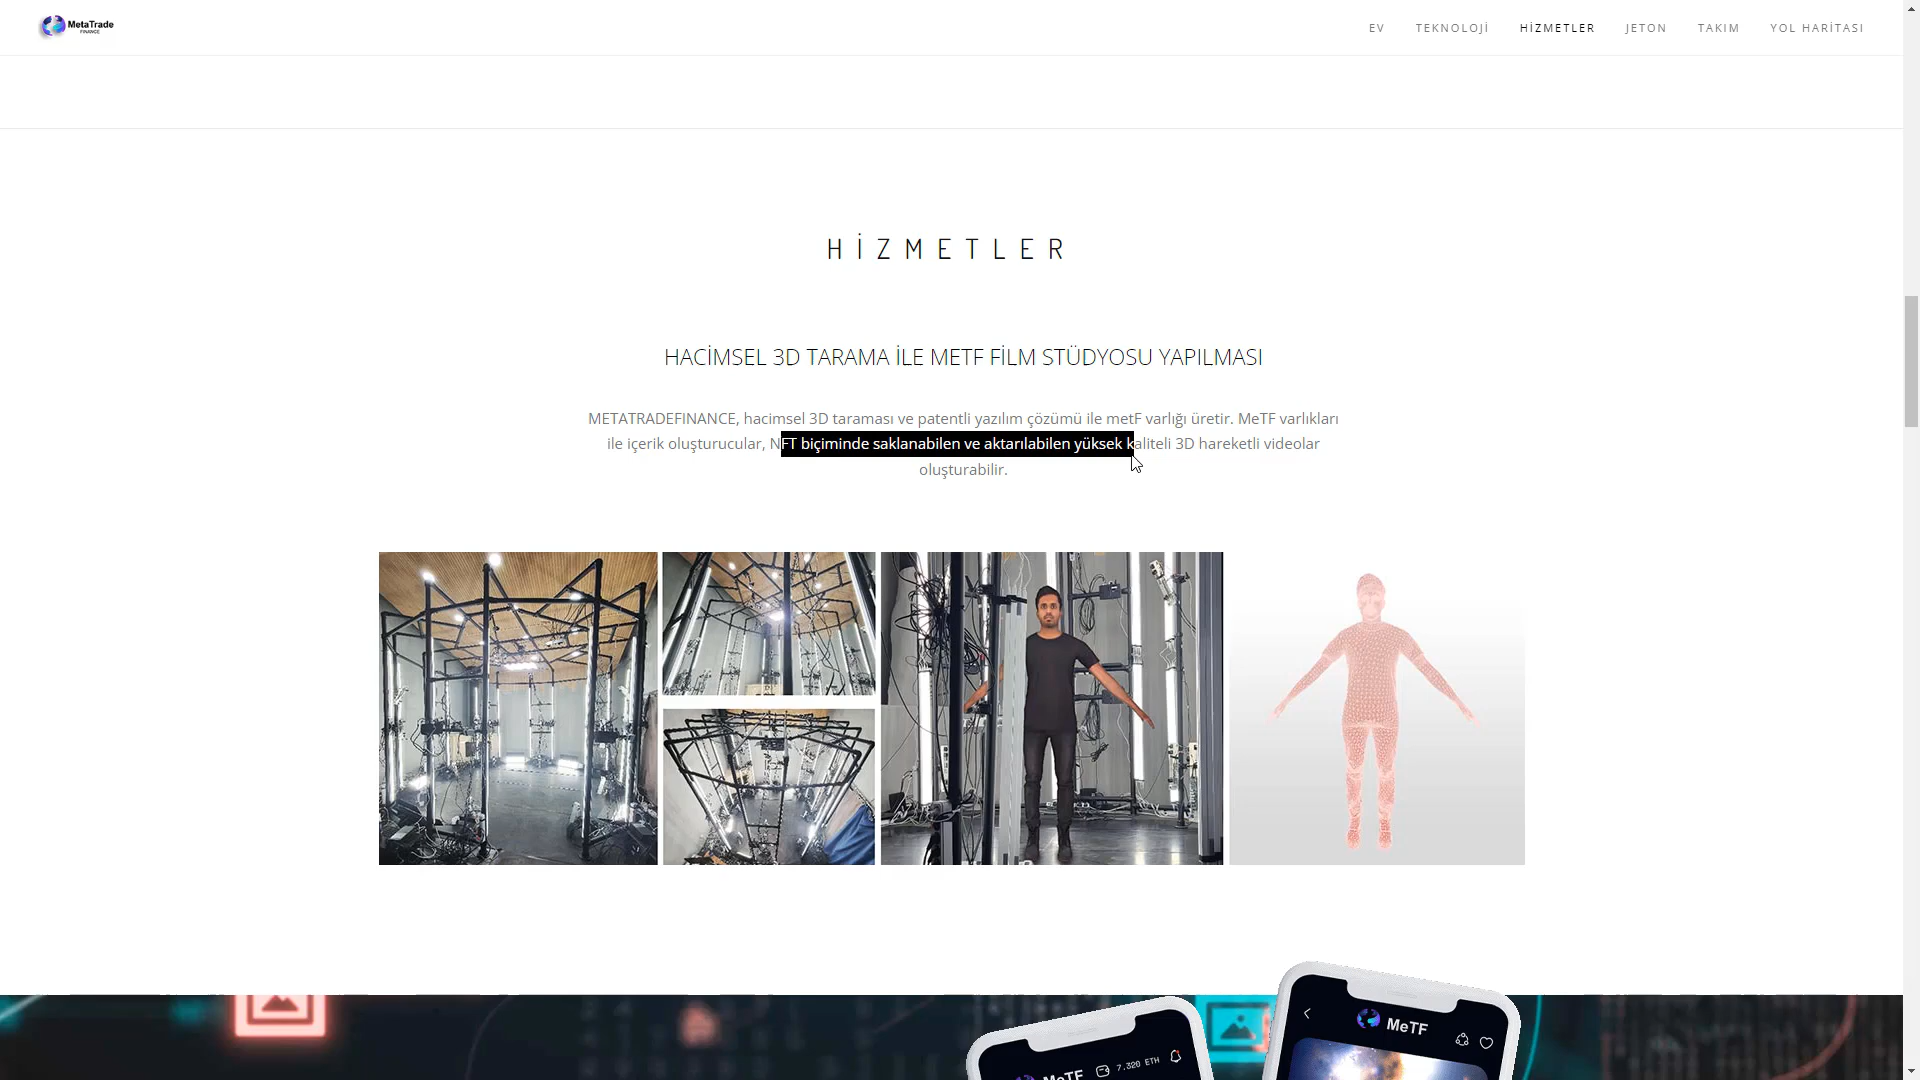 MetaTrade
FINANCE
EV TEKNOLOJİ HİZMETLER JETON TAKIM YOL HARİTASI
HİZMETLER
HACİMSEL 3D TARAMA İLE METF FİLM STÜDYOSU YAPILMASI
METATRADEFINANCE, hacimsel 3D taraması ve patentli yazılım çözümü ile metF varlığı üretir. MeTF varlıkları
ile içerik oluşturucular, NFT biçiminde saklanabilen ve aktarılabilen yüksek kaliteli 3D hareketli videolar
oluşturabilir.
MeTF
7.320 ETH
MeTF